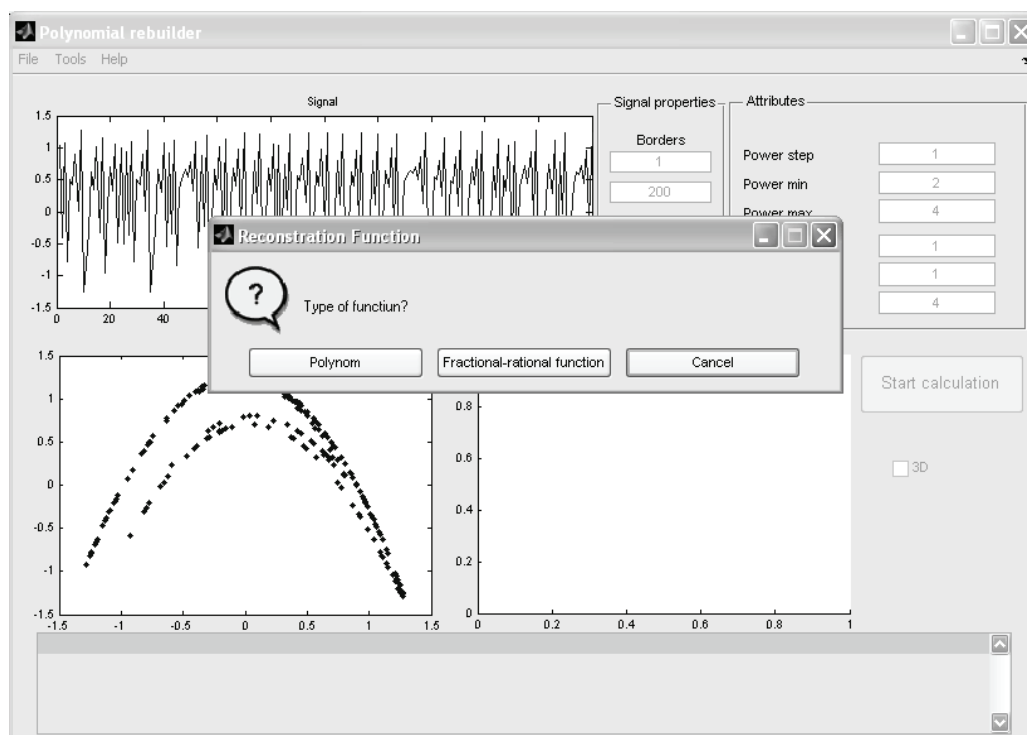 Polynomial rebuilder
File Tools Help
Signal
1.5
1
0.5
0
-0.5
-1
-1.5
0 20 40
Signal properties
Borders
1
200
Attributes
Power step 1
Power min 2
Power max 4
1
1
4
Reconstration Function
?
Type of functiun?
Polynom Fractional-rational function Cancel
1.5
1
0.5
0
-0.5
-1
-1.5
-1.5 -1 -0.5 0 0.5 1 1.5
0.8
0.6
0.4
0.2
0
0 0.2 0.4 0.6 0.8 1
Start calculation
3D